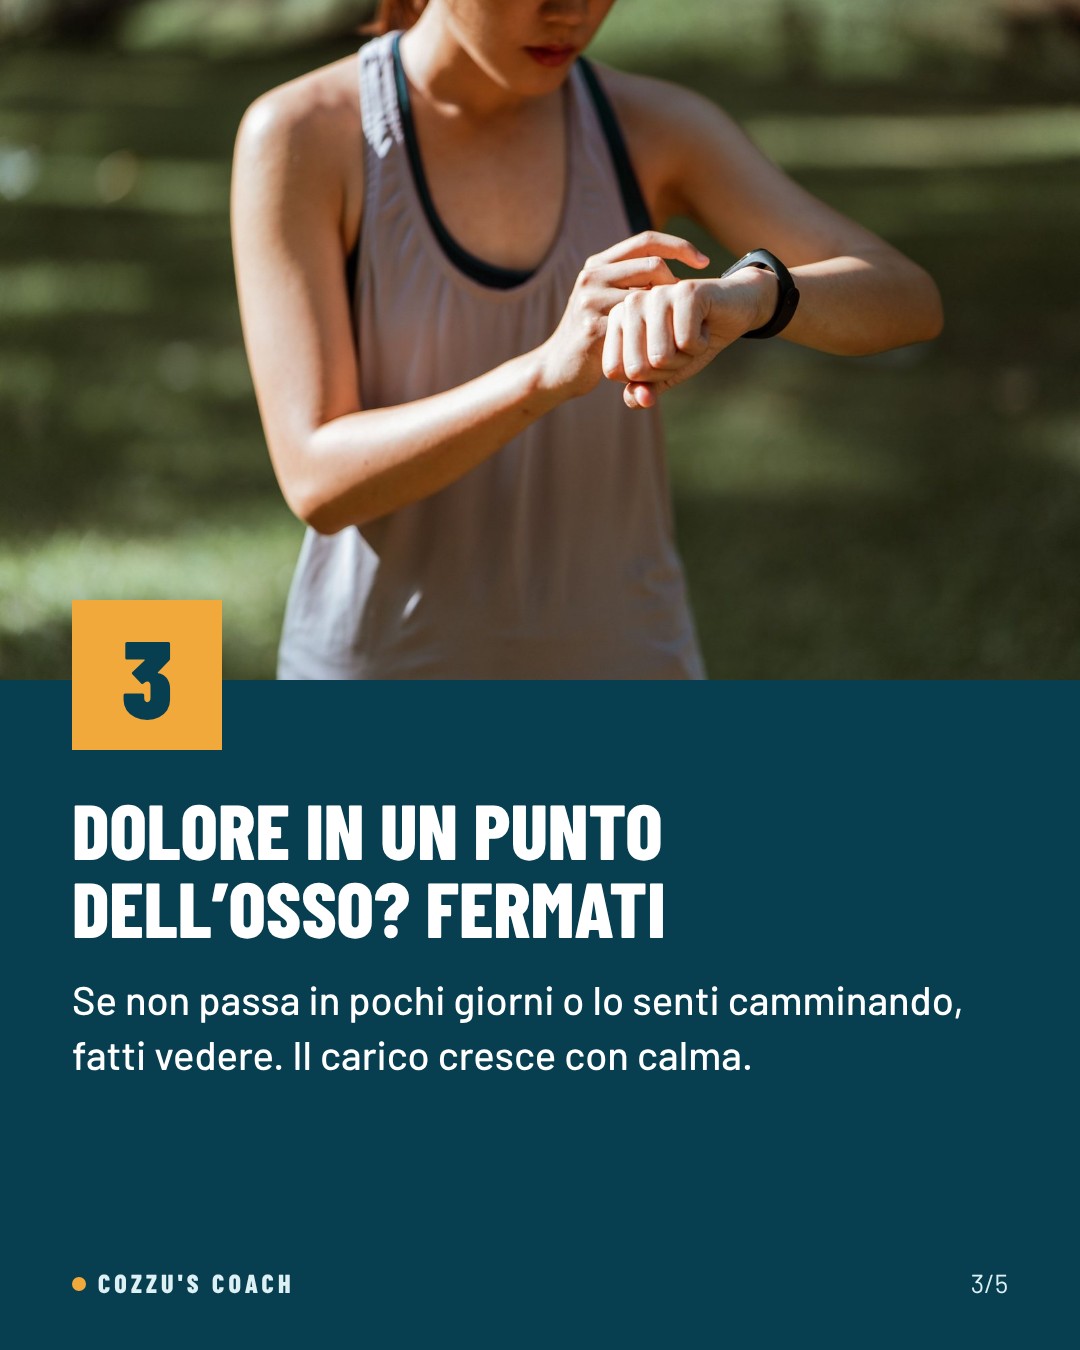 3
DOLORE IN UN PUNTO
DELL’OSSO? FERMATI
Se non passa in pochi giorni o lo senti camminando,
fatti vedere. Il carico cresce con calma.
COZZU'S COACH
3/5